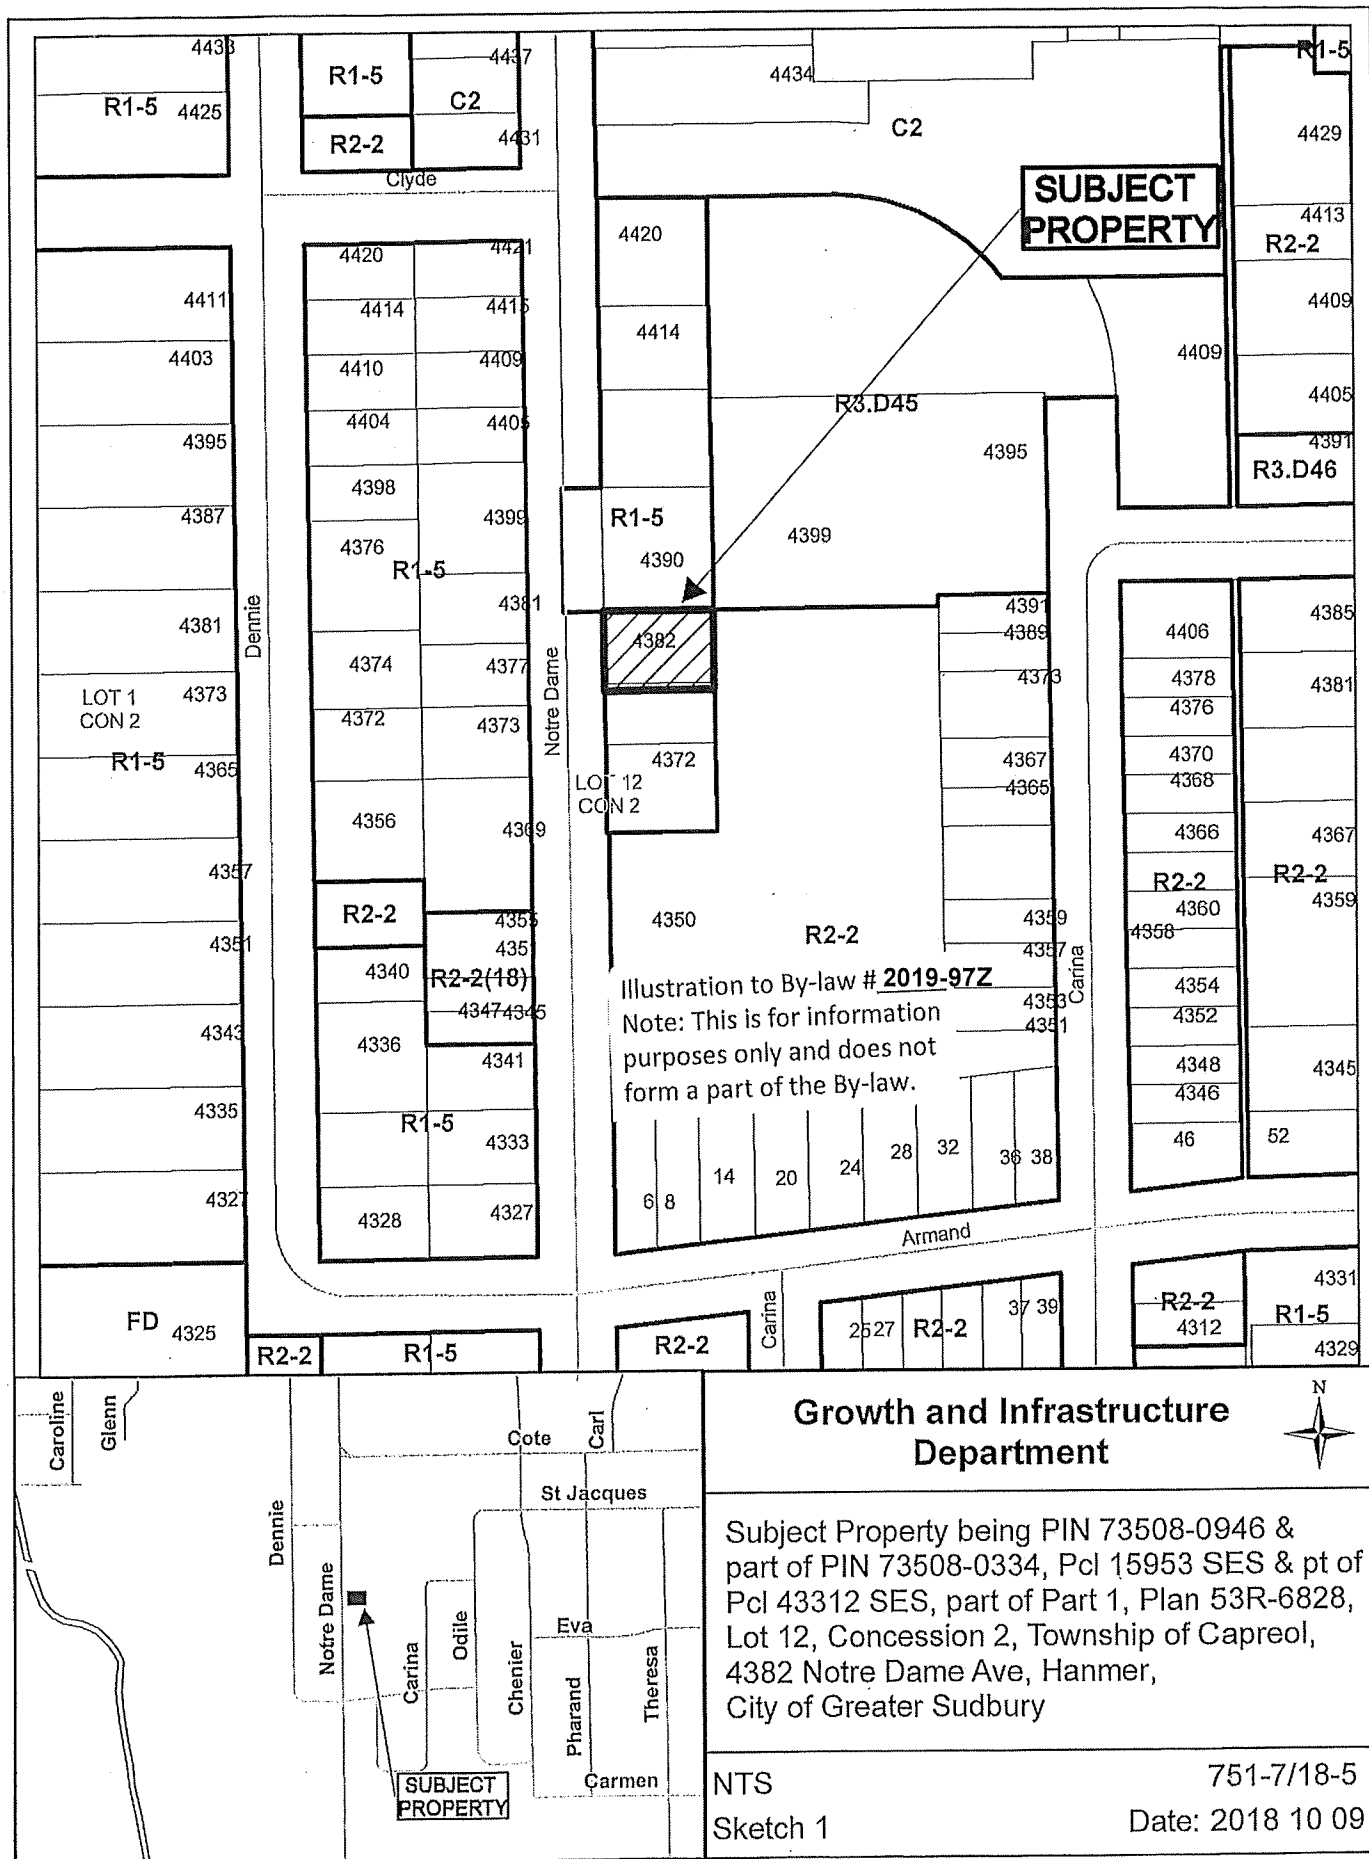 4433
R1-5
4437
4434
R1-5
R1-5
4425
C2
C2
4429
R2-2
4431
Clyde
SUBJECT
PROPERTY
4413
R2-2
4420
4420
4421
4411
4414
4415
4409
4403
4414
4410
4409
4409
R3.D45
4405
4404
4405
4395
4395
4391
R3.D46
4398
4387
4399
R1-5
4399
4376
R1-5
4390
4381
4391
4385
Dennie
4381
4382
4389
4406
4374
4377
4373
4378
4381
LOT 1
CON 2
4373
Notre Dame
4372
4373
4376
R1-5
4365
4372
4367
4370
LOT 12
CON 2
4365
4368
4356
4369
4366
4367
4357
R2-2
R2-2
R2-2
4355
4350
4359
4360
4359
4351
R2-2
4357
4358
4340
R2-2(18)
Carina
4354
Illustration to By-law # 2019-97Z
Note: This is for information
purposes only and does not
form a part of the By-law.
4353
4347
4345
4351
4352
4343
4336
4341
4348
4345
4346
4335
R1-5
4333
46
52
14
20
24
28
32
36
38
6
8
4327
4328
4327
Armand
FD
4325
R2-2
R1-5
R2-2
Carina
25
27
R2-2
37
39
R2-2
4312
4331
R1-5
4329
Caroline
Glenn
Cote
Carl
St Jacques
Dennie
Notre Dame
Carina
Odile
Chenier
Eva
Pharand
Theresa
Carmen
SUBJECT
PROPERTY
Growth and Infrastructure
Department
N
Subject Property being PIN 73508-0946 &
part of PIN 73508-0334, Pcl 15953 SES & pt of
Pcl 43312 SES, part of Part 1, Plan 53R-6828,
Lot 12, Concession 2, Township of Capreol,
4382 Notre Dame Ave, Hanmer,
City of Greater Sudbury
NTS
751-7/18-5
Sketch 1
Date: 2018 10 09